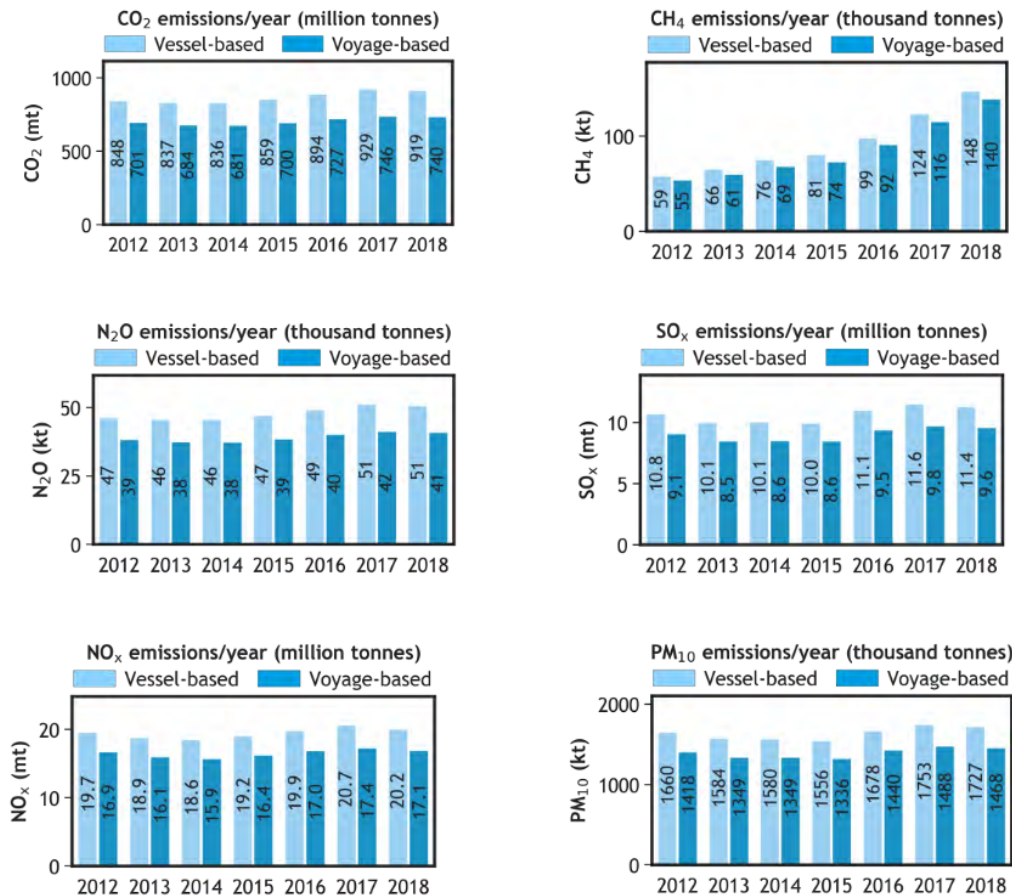 CO₂ emissions/year (million tonnes)
Vessel-based Voyage-based
CO₂ (mt)
1000
500
0
848 701 837 684 836 681 859 700 894 727 929 746 919 740
2012 2013 2014 2015 2016 2017 2018
CH₄ emissions/year (thousand tonnes)
Vessel-based Voyage-based
CH₄ (kt)
100
0
59 55 66 61 76 69 81 74 99 92 124 116 148 140
2012 2013 2014 2015 2016 2017 2018
N₂O emissions/year (thousand tonnes)
Vessel-based Voyage-based
N₂O (kt)
50
25
0
47 39 46 38 46 38 47 39 49 40 51 42 51 41
2012 2013 2014 2015 2016 2017 2018
SOₓ emissions/year (million tonnes)
Vessel-based Voyage-based
SOₓ (mt)
10
5
0
10.8 9.1 10.1 8.5 10.1 8.6 10.0 8.6 11.1 9.5 11.6 9.8 11.4 9.6
2012 2013 2014 2015 2016 2017 2018
NOₓ emissions/year (million tonnes)
Vessel-based Voyage-based
NOₓ (mt)
20
10
0
19.7 16.9 18.9 16.1 18.6 15.9 19.2 16.4 19.9 17.0 20.7 17.4 20.2 17.1
2012 2013 2014 2015 2016 2017 2018
PM₁₀ emissions/year (thousand tonnes)
Vessel-based Voyage-based
PM₁₀ (kt)
2000
1000
0
1660 1418 1584 1349 1580 1349 1556 1336 1678 1440 1753 1488 1727 1468
2012 2013 2014 2015 2016 2017 2018